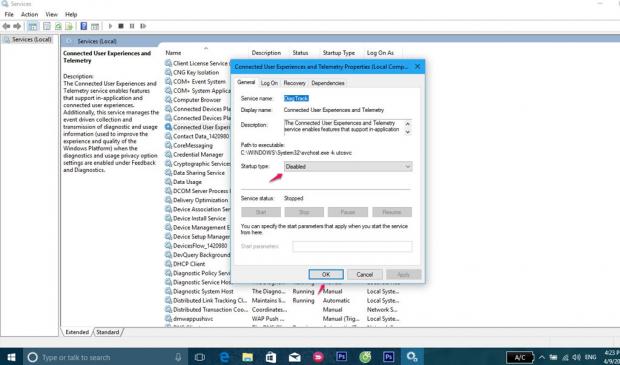 Services
File Action View Help
Services (Local)
Services (Local)
Connected User Experiences and
Telemetry
Description:
The Connected User Experiences and
Telemetry service enables features
that support in-application and
connected user experiences.
Additionally, this service manages the
event driven collection and
transmission of diagnostic and usage
information (used to improve the
experience and quality of the
Windows Platform) when the
diagnostics and usage privacy option
settings are enabled under Feedback
and Diagnostics.
Name Description Status Startup Type Log On As
Client License Service (
CNG Key Isolation
COM+ Event System
COM+ System Applica
Computer Browser
Connected Devices Pla
Connected Devices Pla
Connected User Experi
Contact Data_1420980
CoreMessaging
Credential Manager
Cryptographic Services
Data Sharing Service
Data Usage
DCOM Server Process
Delivery Optimization
Device Association Ser
Device Install Service
Device Management E
Device Setup Manager
DevicesFlow_1420980
DevQuery Background
DHCP Client
Diagnostic Policy Servi
Diagnostic Service Host The Diagno... Running Manual Local Servi...
Diagnostic System Host The Diagno... Running Manual Local Syste...
Distributed Link Tracking Cl... Maintains li... Running Automatic Local Syste...
Distributed Transaction Coo... Coordinates... Manual Network S...
dmwappushsvc WAP Push ... Manual (Trig... Local Syste...
Connected User Experiences and Telemetry Properties (Local Comp...
General Log On Recovery Dependencies
Service name: DiagTrack
Display name: Connected User Experiences and Telemetry
Description: The Connected User Experiences and Telemetry
service enables features that support in-application
Path to executable:
C:\WINDOWS\System32\svchost.exe -k utcsvc
Startup type: Disabled
Service status: Stopped
Start Stop Pause Resume
You can specify the start parameters that apply when you start the service
from here.
Start parameters:
OK Cancel Apply
Extended Standard
Type or talk to search
A/C ENG
4:23 P
4/9/20